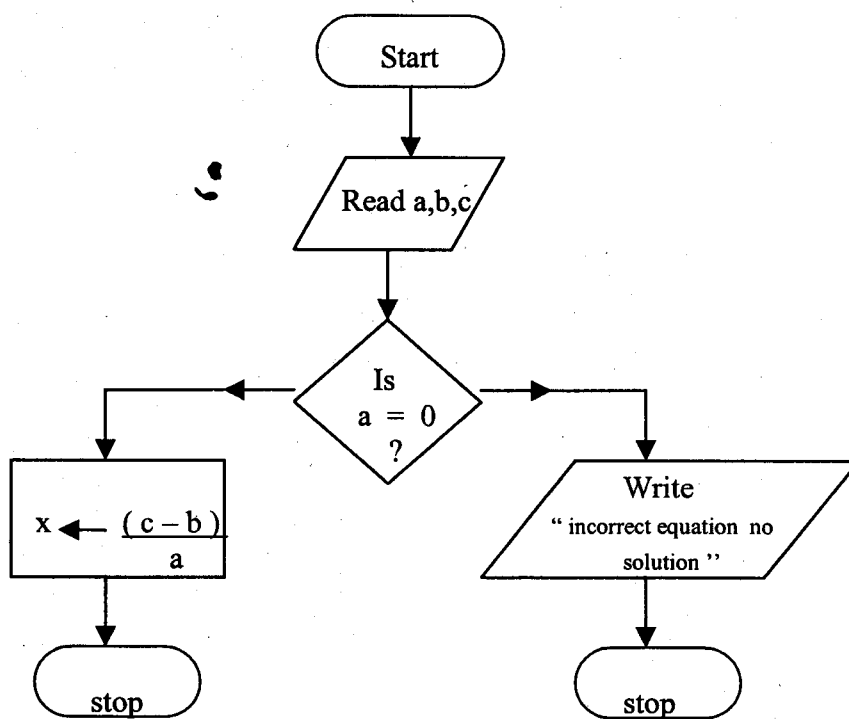 Start
Read a,b,c
Is
a = 0
?
x ← ( c – b )
a
Write
“ incorrect equation no
solution ’’
stop
stop